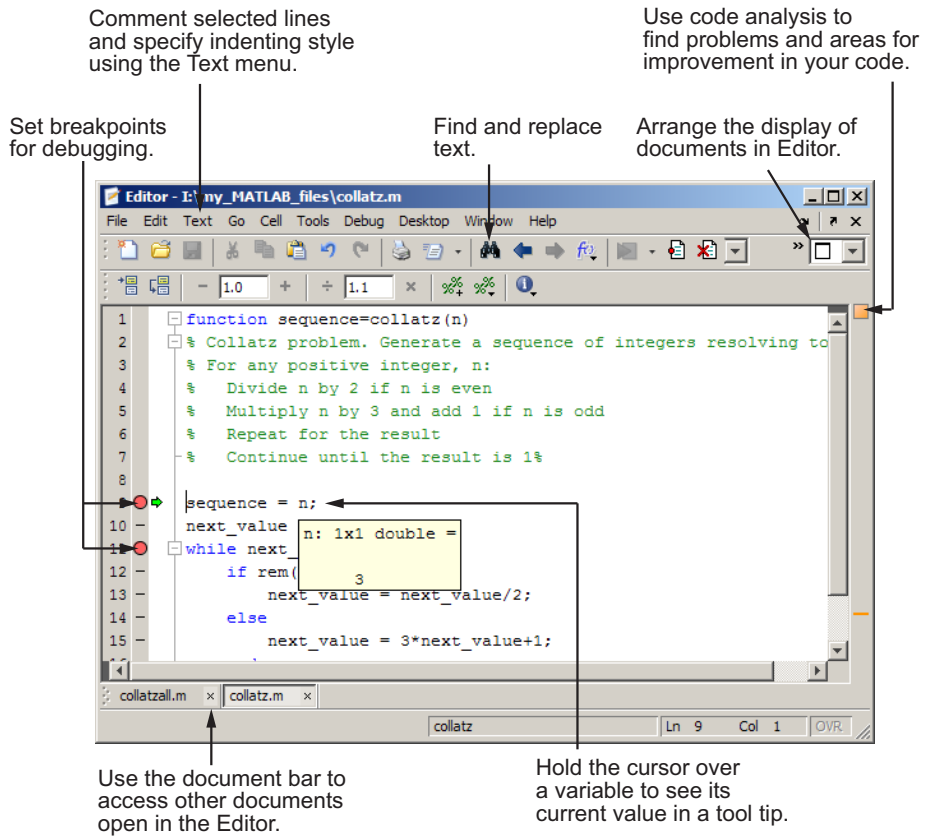 Comment selected lines
and specify indenting style
using the Text menu.
Use code analysis to
find problems and areas for
improvement in your code.
Set breakpoints
for debugging.
Find and replace
text.
Arrange the display of
documents in Editor.
Editor - I:\my_MATLAB_files\collatz.m
File Edit Text Go Cell Tools Debug Desktop Window Help
- 1.0 + ÷ 1.1 ×
1 function sequence=collatz(n)
2 % Collatz problem. Generate a sequence of integers resolving to
3 % For any positive integer, n:
4 % Divide n by 2 if n is even
5 % Multiply n by 3 and add 1 if n is odd
6 % Repeat for the result
7 % Continue until the result is 1%
8
9 sequence = n;
10 - next_value
n: 1x1 double =
11 while next_
12 - if rem(
3
13 - next_value = next_value/2;
14 - else
15 - next_value = 3*next_value+1;
collatzall.m × collatz.m ×
collatz Ln 9 Col 1 OVR
Use the document bar to
access other documents
open in the Editor.
Hold the cursor over
a variable to see its
current value in a tool tip.